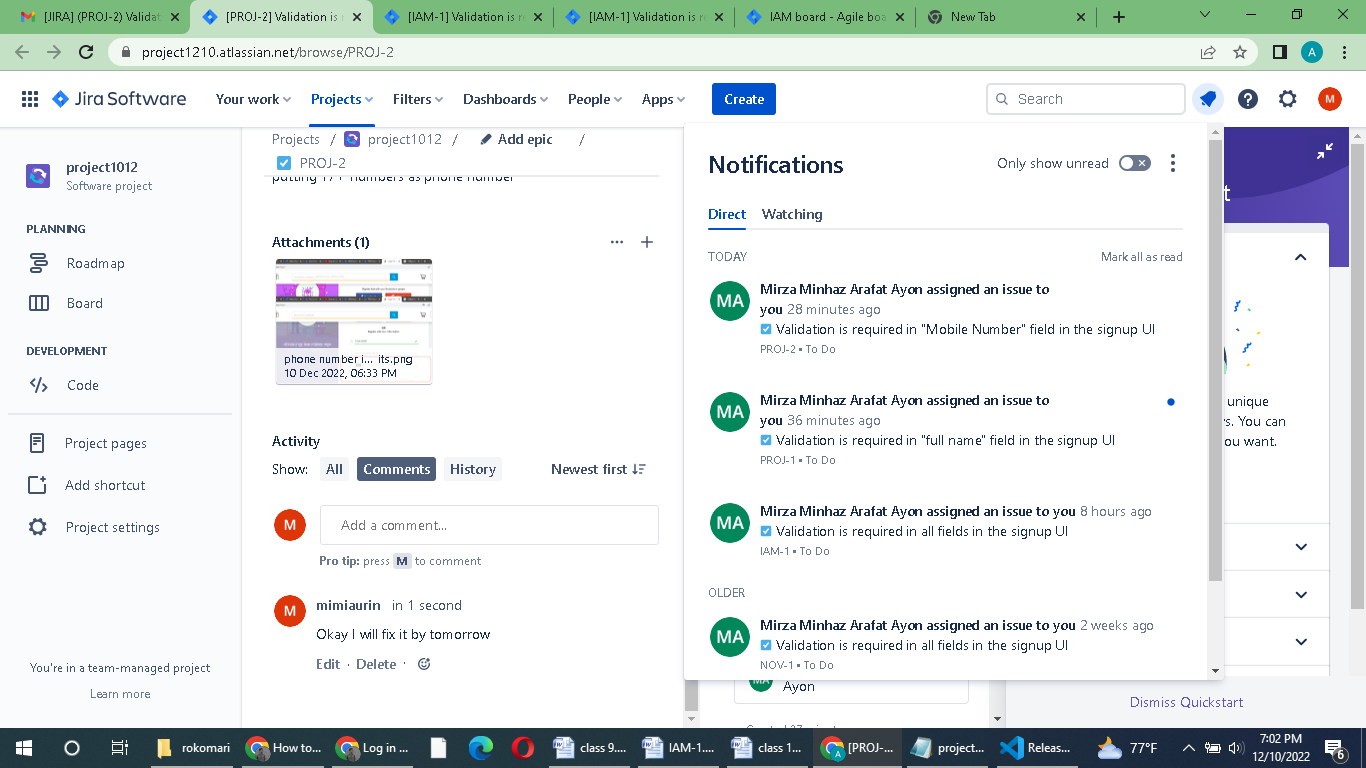 [JIRA] (PROJ-2) Validat
[PROJ-2] Validation is
[IAM-1] Validation is r
[IAM-1] Validation is r
IAM board - Agile boa
New Tab
project1210.atlassian.net/browse/PROJ-2
A
Jira Software
Your work
Projects
Filters
Dashboards
People
Apps
Create
Search
M
project1012
Software project
PLANNING
Roadmap
Board
DEVELOPMENT
Code
Project pages
Add shortcut
Project settings
You're in a team-managed project
Learn more
Projects / project1012 / Add epic /
PROJ-2
putting 17+ numbers as phone number
Attachments (1)
phone number i... its.png
10 Dec 2022, 06:33 PM
Activity
Show: All Comments History Newest first
M
Add a comment...
Pro tip: press M to comment
M
mimiaurin in 1 second
Okay I will fix it by tomorrow
Edit · Delete ·
Notifications
Only show unread
Direct Watching
TODAY
Mark all as read
MA
Mirza Minhaz Arafat Ayon assigned an issue to
you 28 minutes ago
Validation is required in "Mobile Number" field in the signup UI
PROJ-2 • To Do
MA
Mirza Minhaz Arafat Ayon assigned an issue to
you 36 minutes ago
Validation is required in "full name" field in the signup UI
PROJ-1 • To Do
MA
Mirza Minhaz Arafat Ayon assigned an issue to you 8 hours ago
Validation is required in all fields in the signup UI
IAM-1 • To Do
OLDER
MA
Mirza Minhaz Arafat Ayon assigned an issue to you 2 weeks ago
Validation is required in all fields in the signup UI
NOV-1 • To Do
Ayon
unique
s. You can
ou want.
Dismiss Quickstart
rokomari
How to...
Log in ...
class 9....
IAM-1....
class 1...
[PROJ-...
project...
Releas...
77°F
7:02 PM
12/10/2022
6